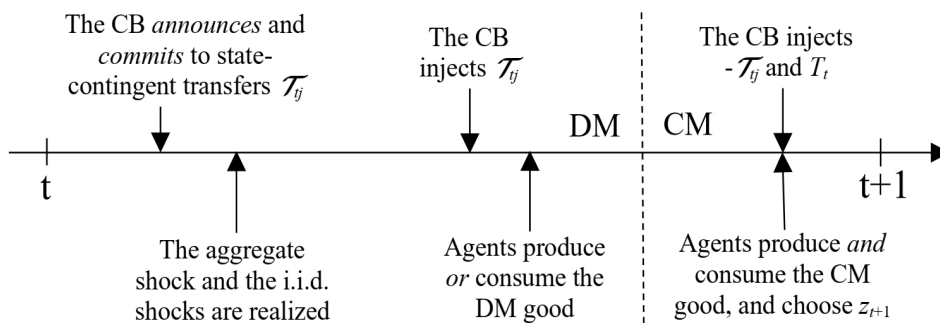 The CB announces and
commits to state-
contingent transfers 𝒯tj
The CB
injects 𝒯tj
The CB injects
- 𝒯tj and Tt
DM
CM
t
t+1
The aggregate
shock and the i.i.d.
shocks are realized
Agents produce
or consume the
DM good
Agents produce and
consume the CM
good, and choose zt+1